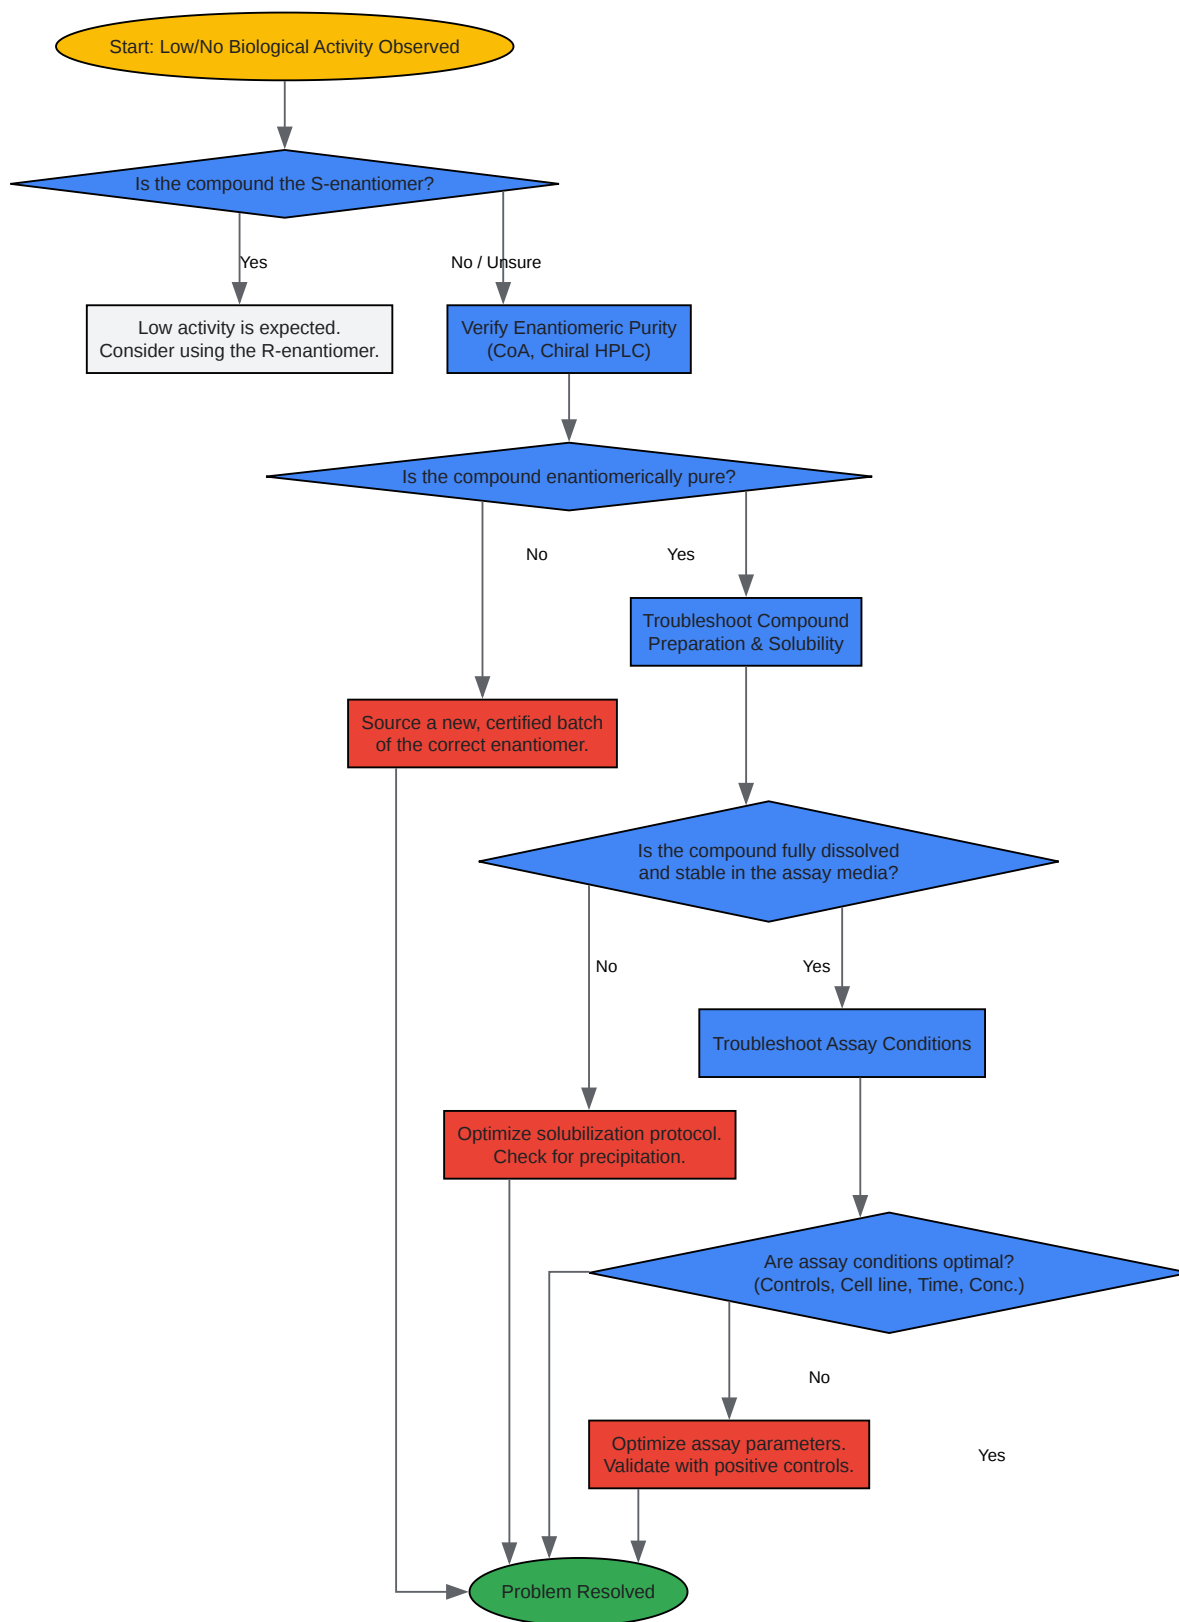 Start: Low/No Biological Activity Observed
Is the compound the S-enantiomer?
Yes
No / Unsure
Low activity is expected.
Consider using the R-enantiomer.
Verify Enantiomeric Purity
(CoA, Chiral HPLC)
Is the compound enantiomerically pure?
No
Yes
Troubleshoot Compound
Preparation & Solubility
Source a new, certified batch
of the correct enantiomer.
Is the compound fully dissolved
and stable in the assay media?
No
Yes
Troubleshoot Assay Conditions
Optimize solubilization protocol.
Check for precipitation.
Are assay conditions optimal?
(Controls, Cell line, Time, Conc.)
No
Optimize assay parameters.
Validate with positive controls.
Yes
Problem Resolved